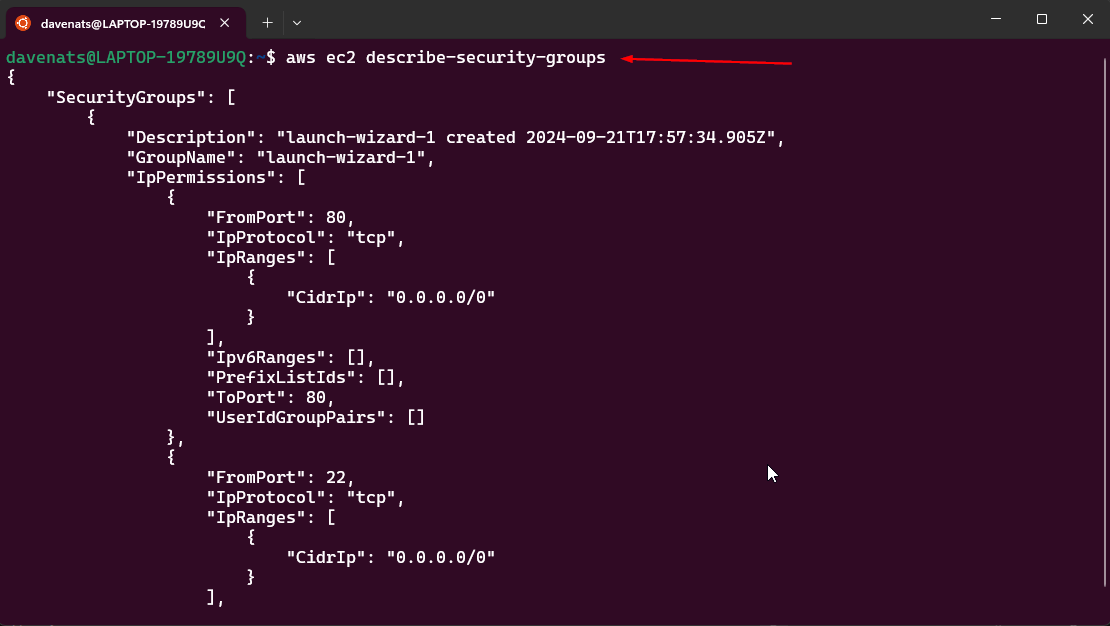 davenats@LAPTOP-19789U9C
davenats@LAPTOP-19789U9Q:~$ aws ec2 describe-security-groups
{
    "SecurityGroups": [
        {
            "Description": "launch-wizard-1 created 2024-09-21T17:57:34.905Z",
            "GroupName": "launch-wizard-1",
            "IpPermissions": [
                {
                    "FromPort": 80,
                    "IpProtocol": "tcp",
                    "IpRanges": [
                        {
                            "CidrIp": "0.0.0.0/0"
                        }
                    ],
                    "Ipv6Ranges": [],
                    "PrefixListIds": [],
                    "ToPort": 80,
                    "UserIdGroupPairs": []
                },
                {
                    "FromPort": 22,
                    "IpProtocol": "tcp",
                    "IpRanges": [
                        {
                            "CidrIp": "0.0.0.0/0"
                        }
                    ],